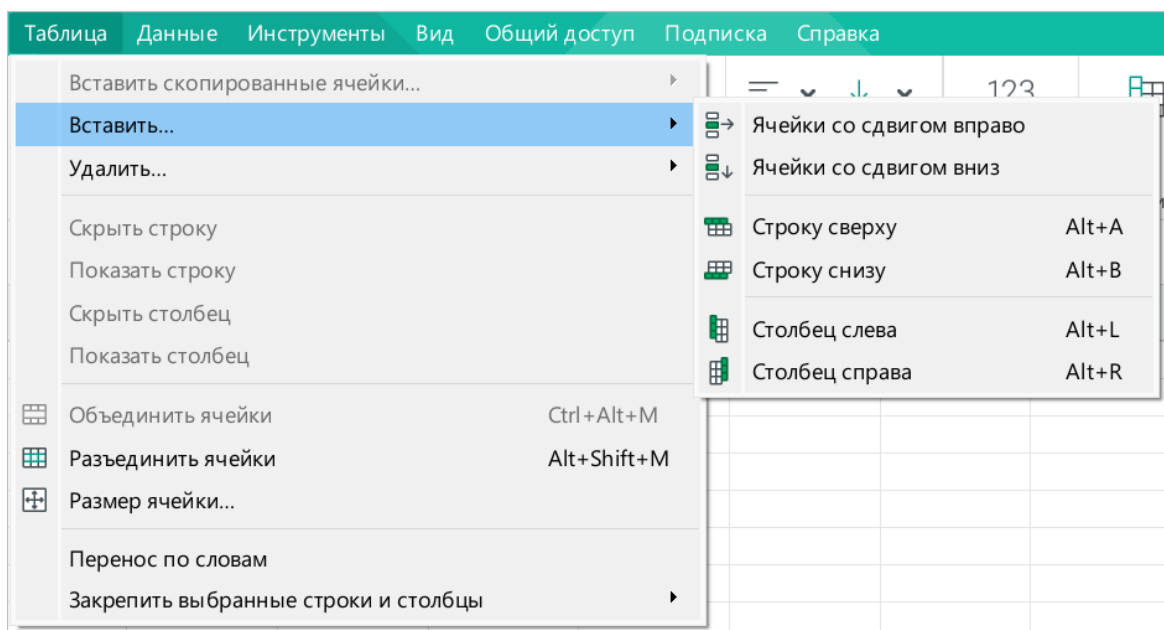 Таблица Данные Инструменты Вид Общий доступ Подписка Справка
123
Вставить скопированные ячейки...
Вставить...
Удалить...
Скрыть строку
Показать строку
Скрыть столбец
Показать столбец
Объединить ячейки Ctrl+Alt+M
Разъединить ячейки Alt+Shift+M
Размер ячейки...
Перенос по словам
Закрепить выбранные строки и столбцы
Ячейки со сдвигом вправо
Ячейки со сдвигом вниз
Строку сверху Alt+A
Строку снизу Alt+B
Столбец слева Alt+L
Столбец справа Alt+R